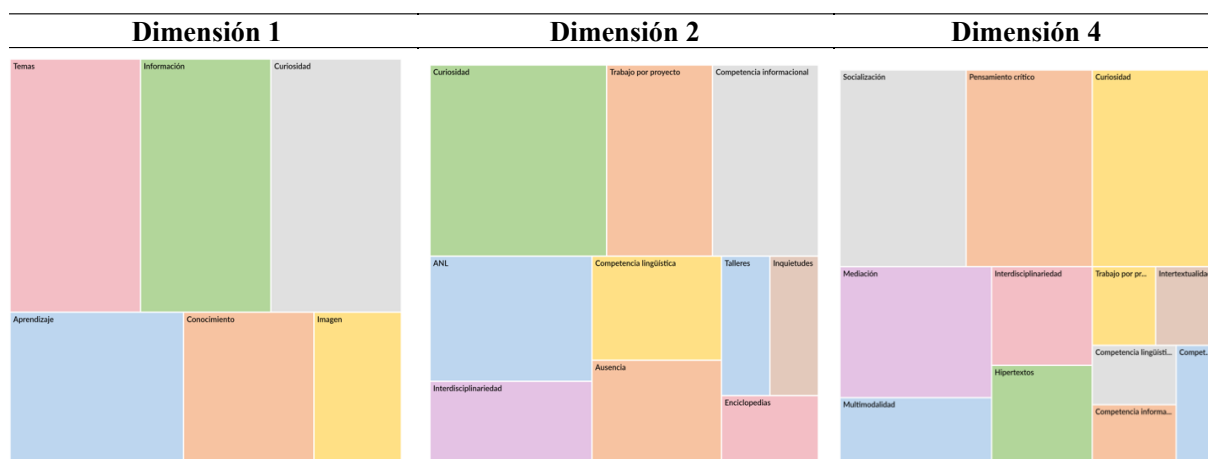 Dimensión 1
Dimensión 2
Dimensión 4
Temas
Información
Curiosidad
Aprendizaje
Conocimiento
Imagen
Curiosidad
Trabajo por proyecto
Competencia informacional
ANL
Competencia lingüística
Talleres
Inquietudes
Interdisciplinariedad
Ausencia
Enciclopedias
Socialización
Pensamiento crítico
Curiosidad
Mediación
Interdisciplinariedad
Trabajo por pr...
Intertextualidad
Competencia lingüísti...
Compet...
Hipertextos
Multimodalidad
Competencia informa...